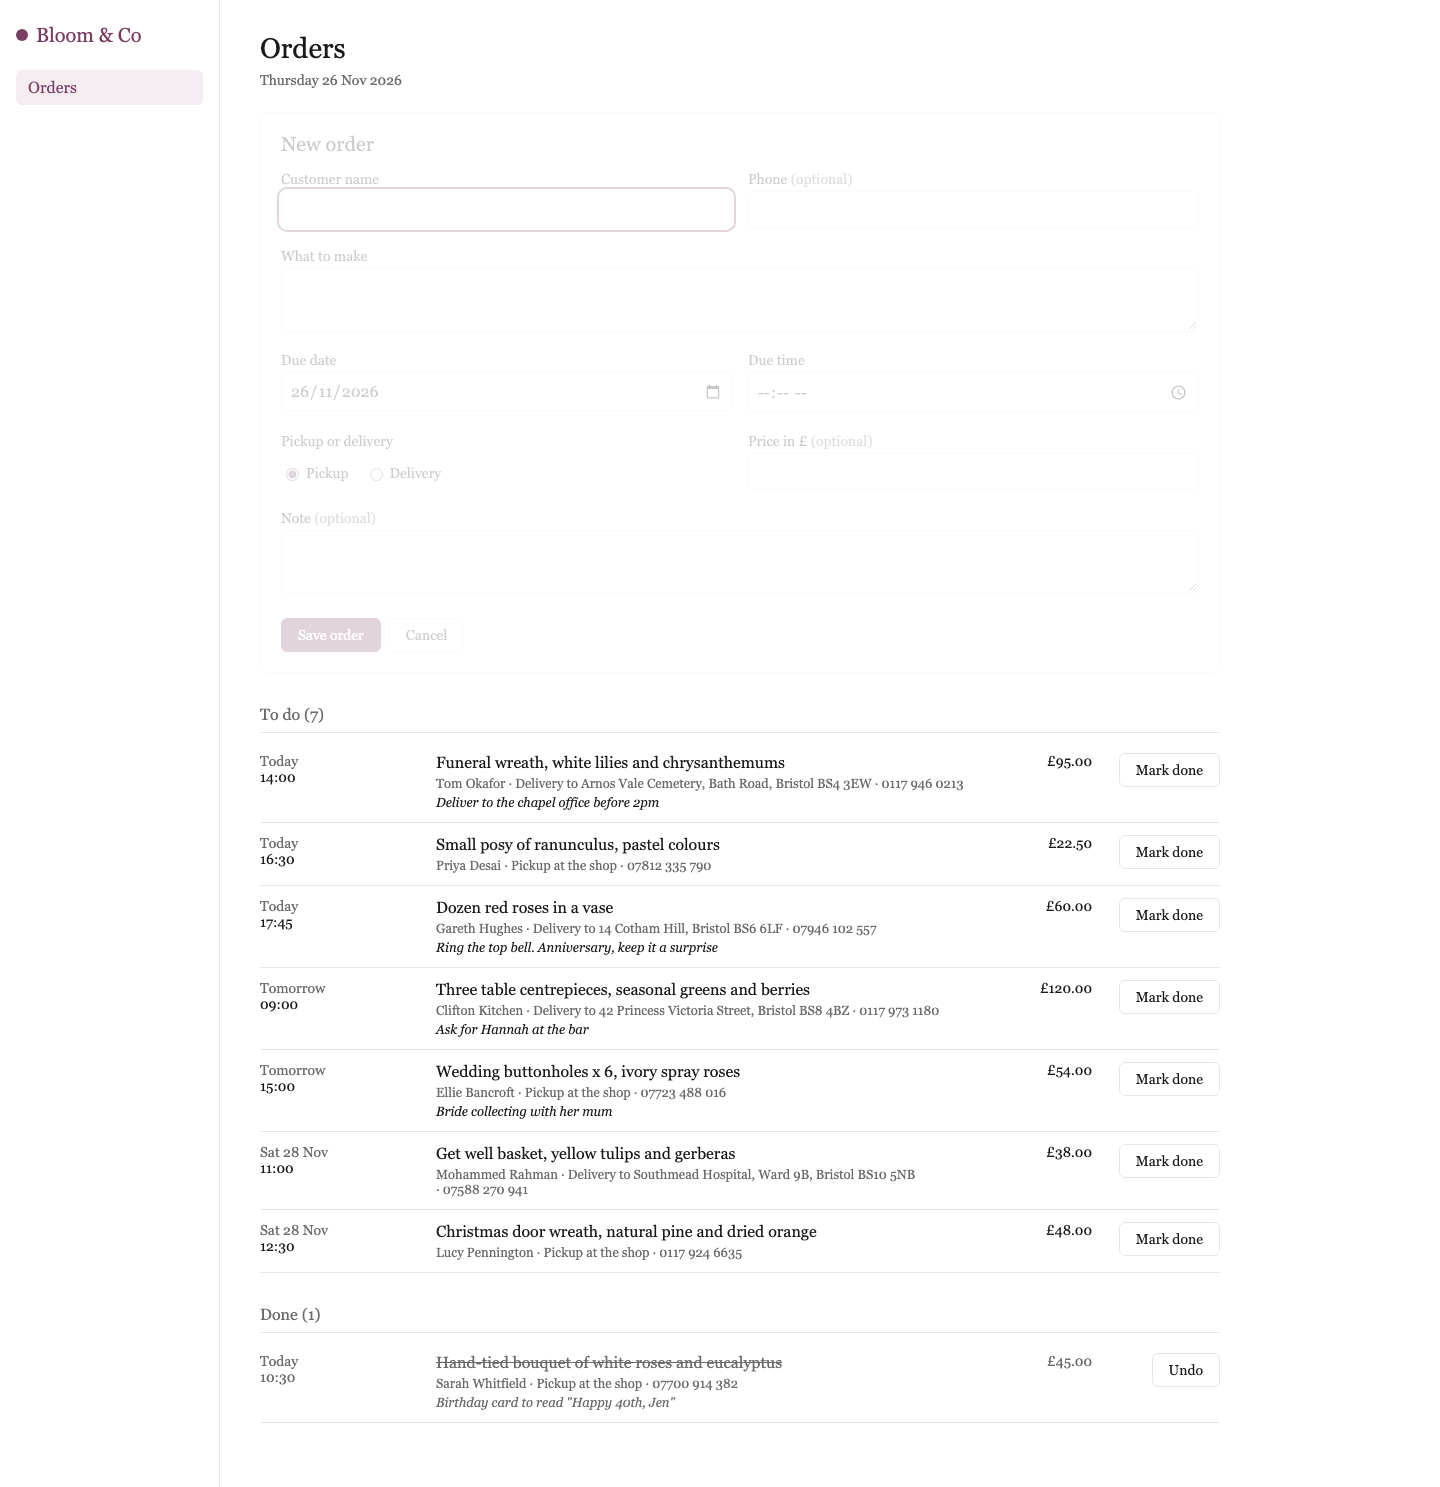 Bloom & Co
Orders
Orders
Thursday 26 Nov 2026
New order
Customer name
Phone (optional)
What to make
Due date
Due time
26/11/2026
--:-- --
Pickup or delivery
Price in £ (optional)
Pickup
Delivery
Note (optional)
Save order
Cancel
To do (7)
Today
14:00
Funeral wreath, white lilies and chrysanthemums
Tom Okafor · Delivery to Arnos Vale Cemetery, Bath Road, Bristol BS4 3EW · 0117 946 0213
Deliver to the chapel office before 2pm
£95.00
Mark done
Today
16:30
Small posy of ranunculus, pastel colours
Priya Desai · Pickup at the shop · 07812 335 790
£22.50
Mark done
Today
17:45
Dozen red roses in a vase
Gareth Hughes · Delivery to 14 Cotham Hill, Bristol BS6 6LF · 07946 102 557
Ring the top bell. Anniversary, keep it a surprise
£60.00
Mark done
Tomorrow
09:00
Three table centrepieces, seasonal greens and berries
Clifton Kitchen · Delivery to 42 Princess Victoria Street, Bristol BS8 4BZ · 0117 973 1180
Ask for Hannah at the bar
£120.00
Mark done
Tomorrow
15:00
Wedding buttonholes x 6, ivory spray roses
Ellie Bancroft · Pickup at the shop · 07723 488 016
Bride collecting with her mum
£54.00
Mark done
Sat 28 Nov
11:00
Get well basket, yellow tulips and gerberas
Mohammed Rahman · Delivery to Southmead Hospital, Ward 9B, Bristol BS10 5NB
· 07588 270 941
£38.00
Mark done
Sat 28 Nov
12:30
Christmas door wreath, natural pine and dried orange
Lucy Pennington · Pickup at the shop · 0117 924 6635
£48.00
Mark done
Done (1)
Today
10:30
Hand-tied bouquet of white roses and eucalyptus
Sarah Whitfield · Pickup at the shop · 07700 914 382
Birthday card to read "Happy 40th, Jen"
£45.00
Undo